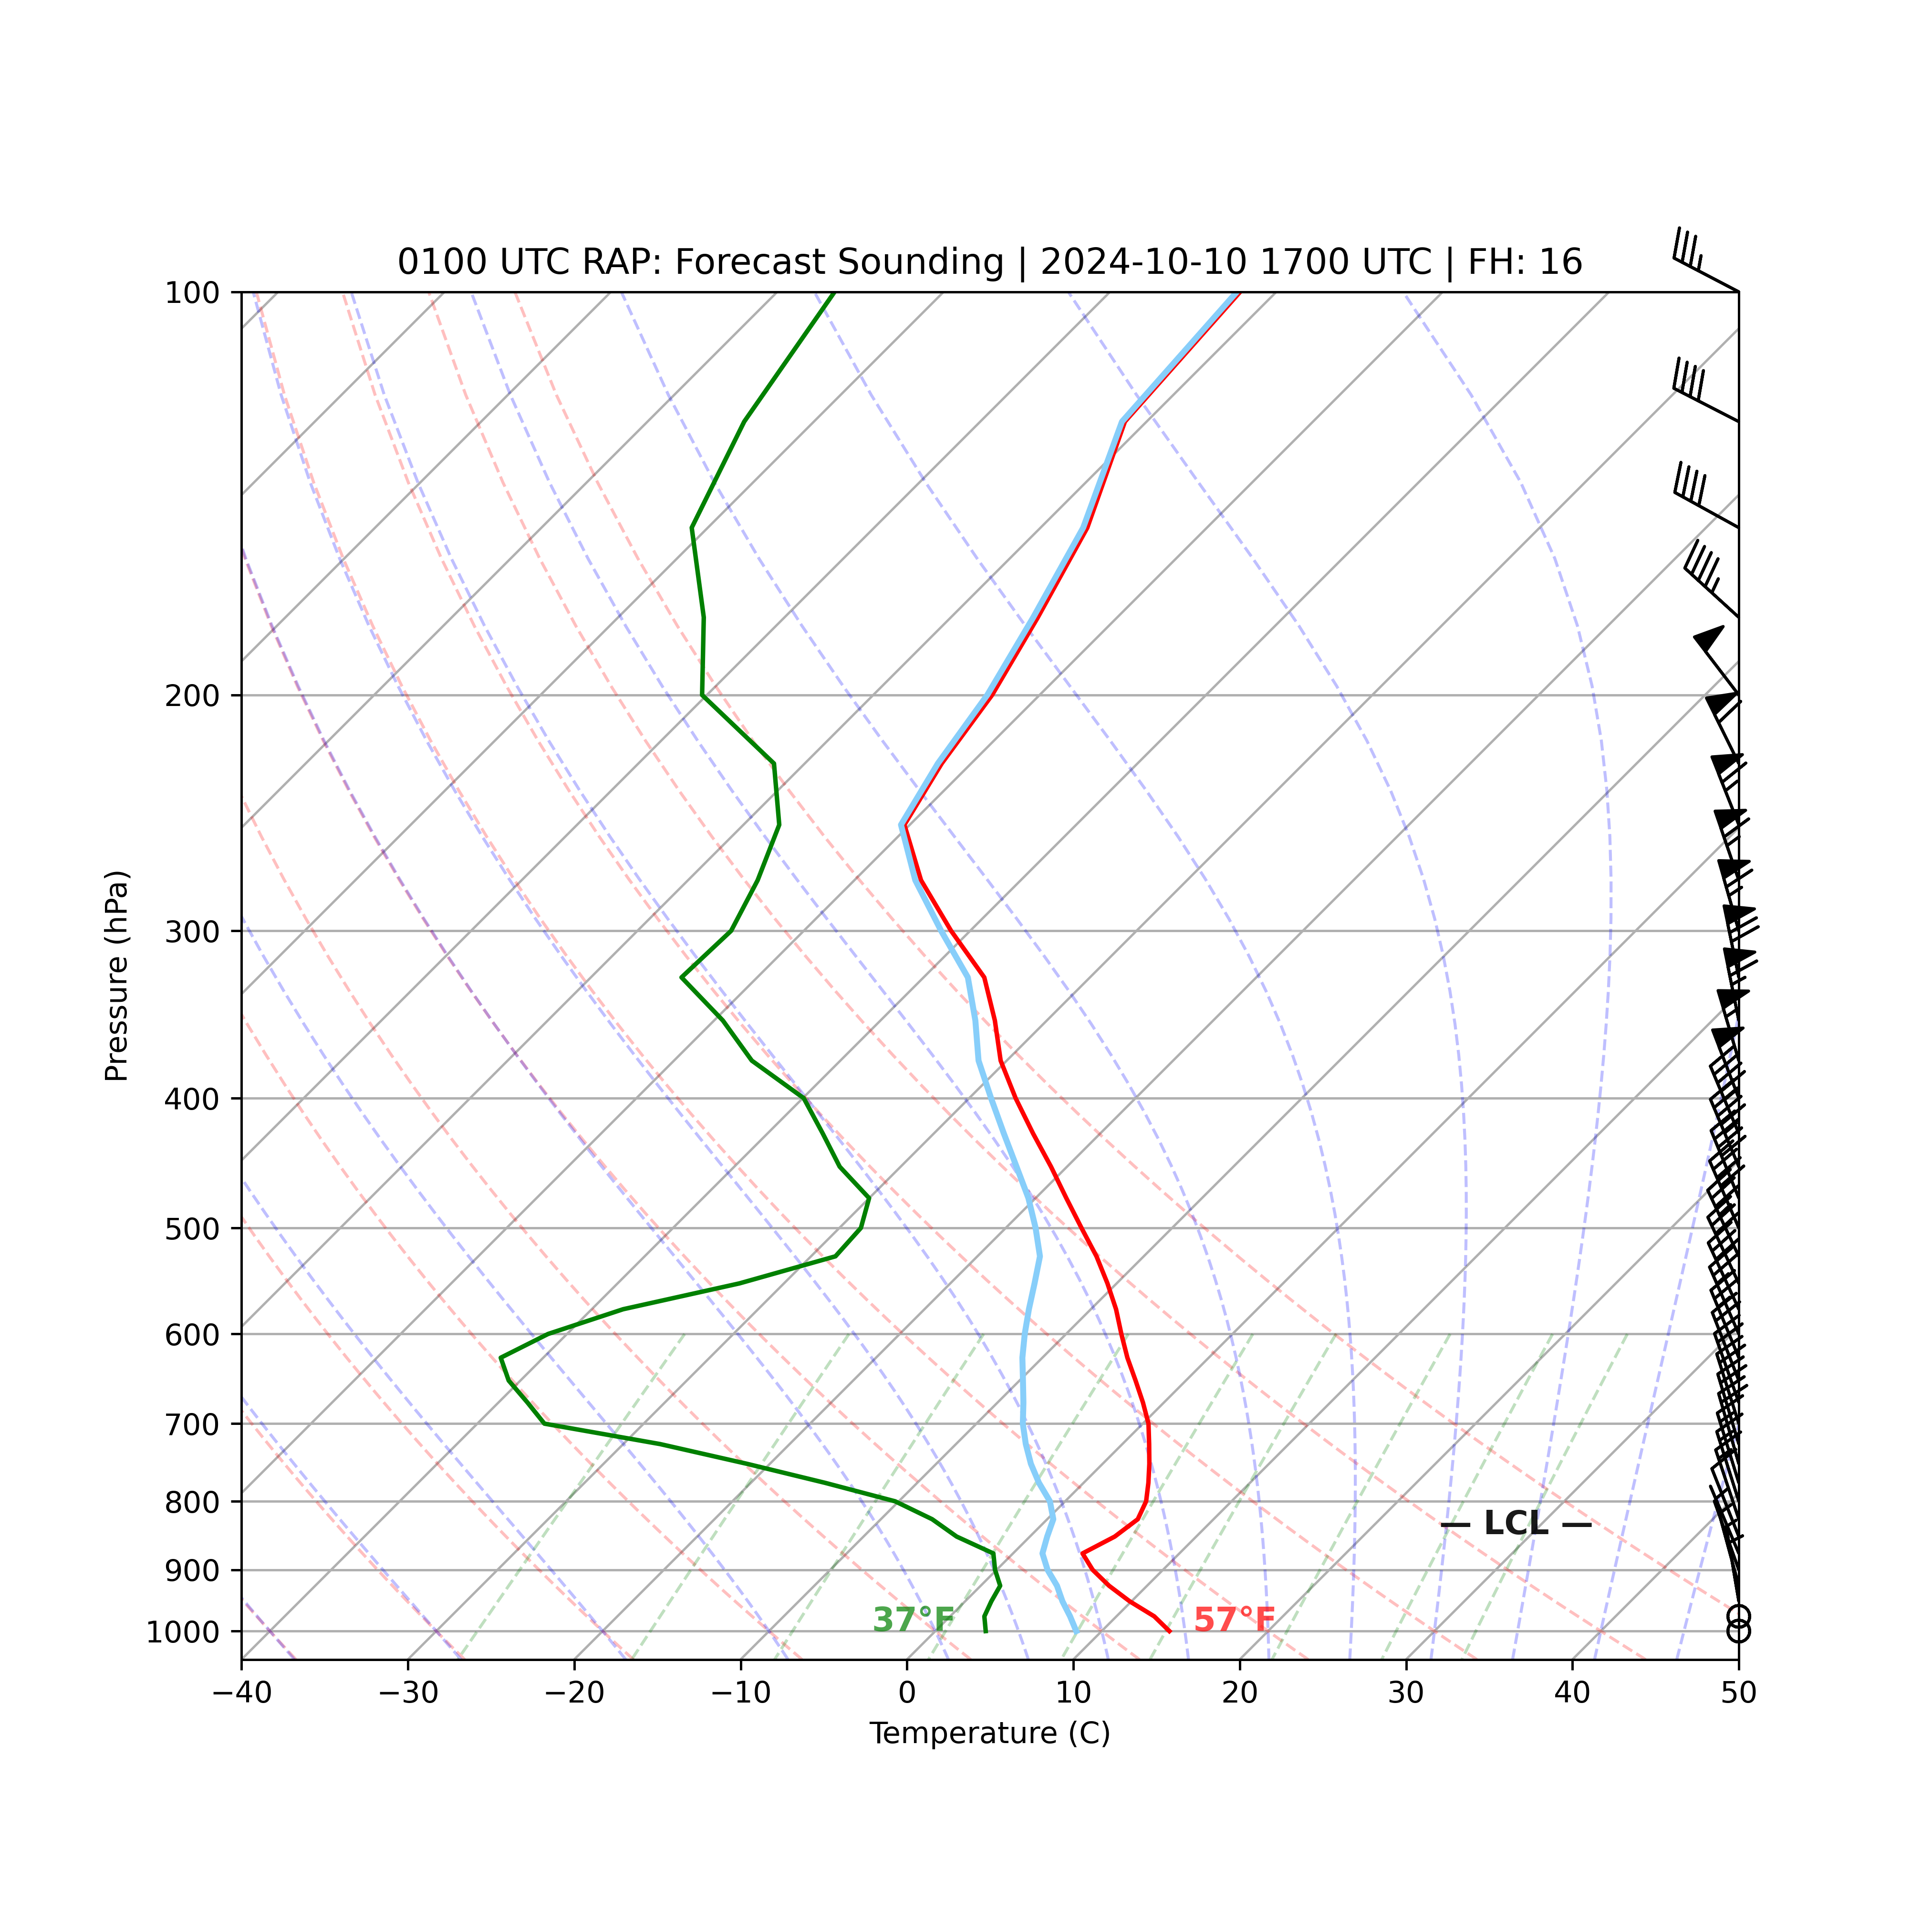 0100 UTC RAP: Forecast Sounding | 2024-10-10 1700 UTC | FH: 16
100
200
300
400
500
600
700
800
900
1000
Pressure (hPa)
— LCL —
37°F
57°F
−40 −30 −20 −10 0 10 20 30 40 50
Temperature (C)